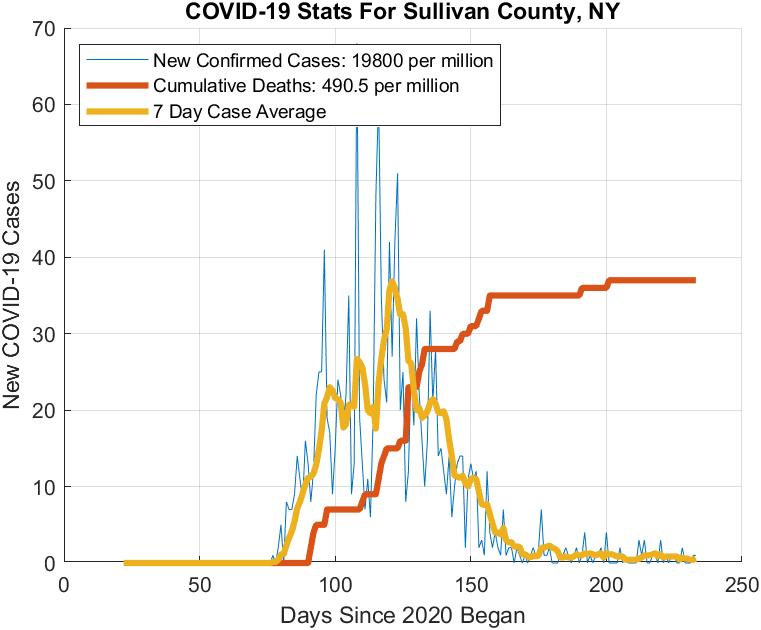 COVID-19 Stats For Sullivan County, NY
70
60
50
40
30
20
10
0
New COVID-19 Cases
New Confirmed Cases: 19800 per million
Cumulative Deaths: 490.5 per million
7 Day Case Average
0 50 100 150 200 250
Days Since 2020 Began